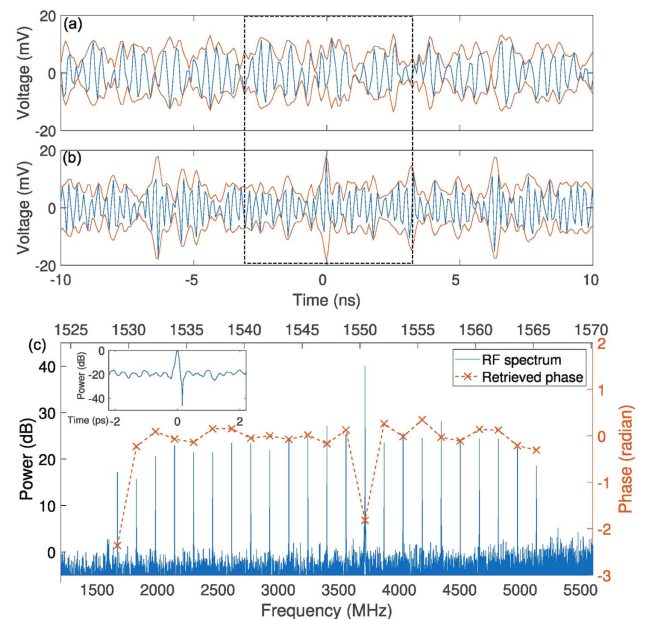 (a)
20
0
-20
Voltage (mV)
(b)
20
0
-20
Voltage (mV)
-10 -5 0 5 10
Time (ns)
1525 1530 1535 1540 1545 1550 1555 1560 1565 1570
(c)
40
30
20
10
0
Power (dB)
0
-20
-40
Power (dB)
Time (ps) -2 0 2
RF spectrum
Retrieved phase
2
1
0
-1
-2
-3
Phase (radian)
1500 2000 2500 3000 3500 4000 4500 5000 5500
Frequency (MHz)